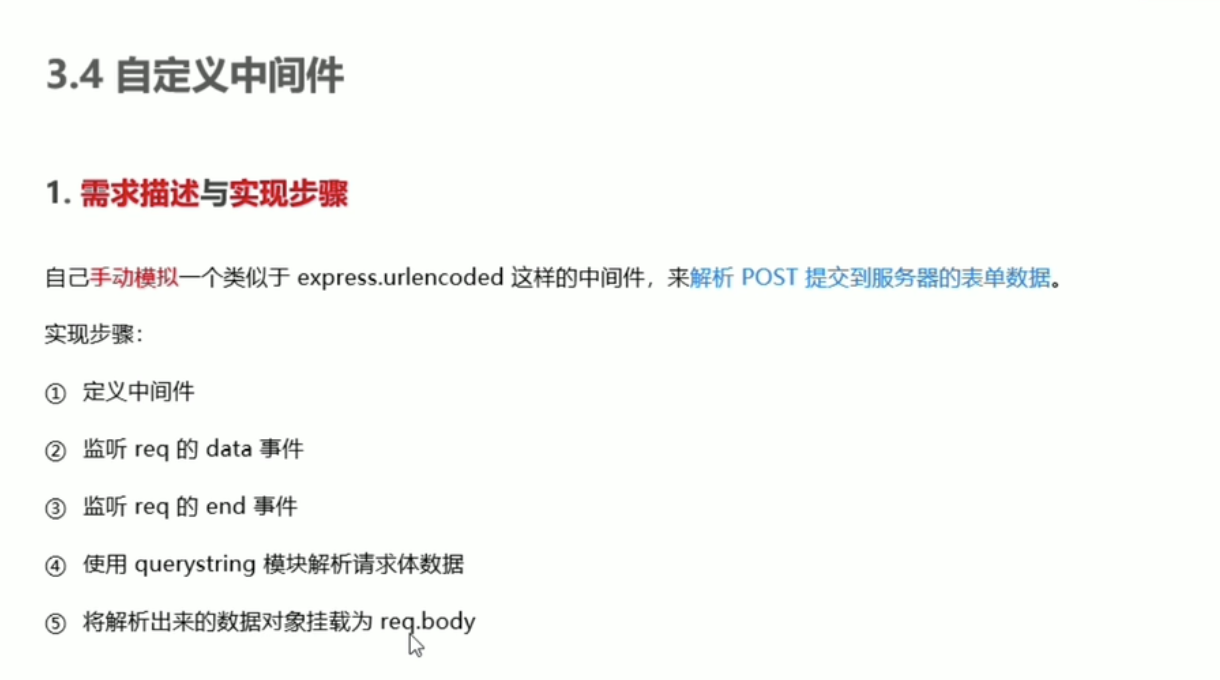 3.4 自定义中间件
1. 需求描述与实现步骤
自己手动模拟一个类似于 express.urlencoded 这样的中间件，来解析 POST 提交到服务器的表单数据。
实现步骤：
① 定义中间件
② 监听 req 的 data 事件
③ 监听 req 的 end 事件
④ 使用 querystring 模块解析请求体数据
⑤ 将解析出来的数据对象挂载为 req.body